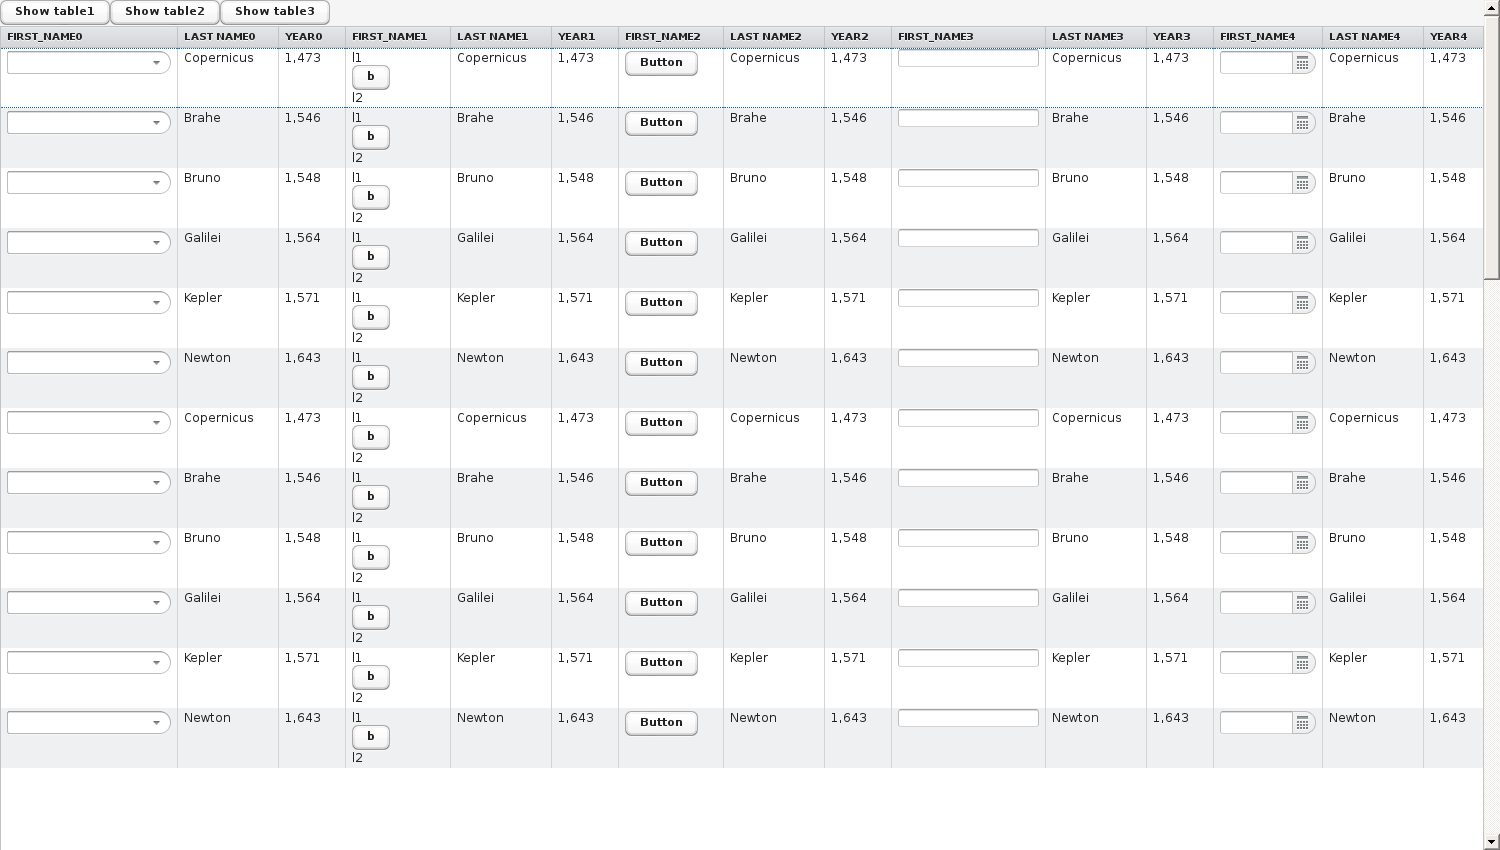 Show table1 Show table2 Show table3
FIRST_NAME0 LAST NAME0 YEAR0 FIRST_NAME1 LAST NAME1 YEAR1 FIRST_NAME2 LAST NAME2 YEAR2 FIRST_NAME3 LAST NAME3 YEAR3 FIRST_NAME4 LAST NAME4 YEAR4
Copernicus 1,473 l1 Copernicus 1,473 Button Copernicus 1,473 Copernicus 1,473 Copernicus 1,473
b
l2
Brahe 1,546 l1 Brahe 1,546 Button Brahe 1,546 Brahe 1,546 Brahe 1,546
b
l2
Bruno 1,548 l1 Bruno 1,548 Button Bruno 1,548 Bruno 1,548 Bruno 1,548
b
l2
Galilei 1,564 l1 Galilei 1,564 Button Galilei 1,564 Galilei 1,564 Galilei 1,564
b
l2
Kepler 1,571 l1 Kepler 1,571 Button Kepler 1,571 Kepler 1,571 Kepler 1,571
b
l2
Newton 1,643 l1 Newton 1,643 Button Newton 1,643 Newton 1,643 Newton 1,643
b
l2
Copernicus 1,473 l1 Copernicus 1,473 Button Copernicus 1,473 Copernicus 1,473 Copernicus 1,473
b
l2
Brahe 1,546 l1 Brahe 1,546 Button Brahe 1,546 Brahe 1,546 Brahe 1,546
b
l2
Bruno 1,548 l1 Bruno 1,548 Button Bruno 1,548 Bruno 1,548 Bruno 1,548
b
l2
Galilei 1,564 l1 Galilei 1,564 Button Galilei 1,564 Galilei 1,564 Galilei 1,564
b
l2
Kepler 1,571 l1 Kepler 1,571 Button Kepler 1,571 Kepler 1,571 Kepler 1,571
b
l2
Newton 1,643 l1 Newton 1,643 Button Newton 1,643 Newton 1,643 Newton 1,643
b
l2